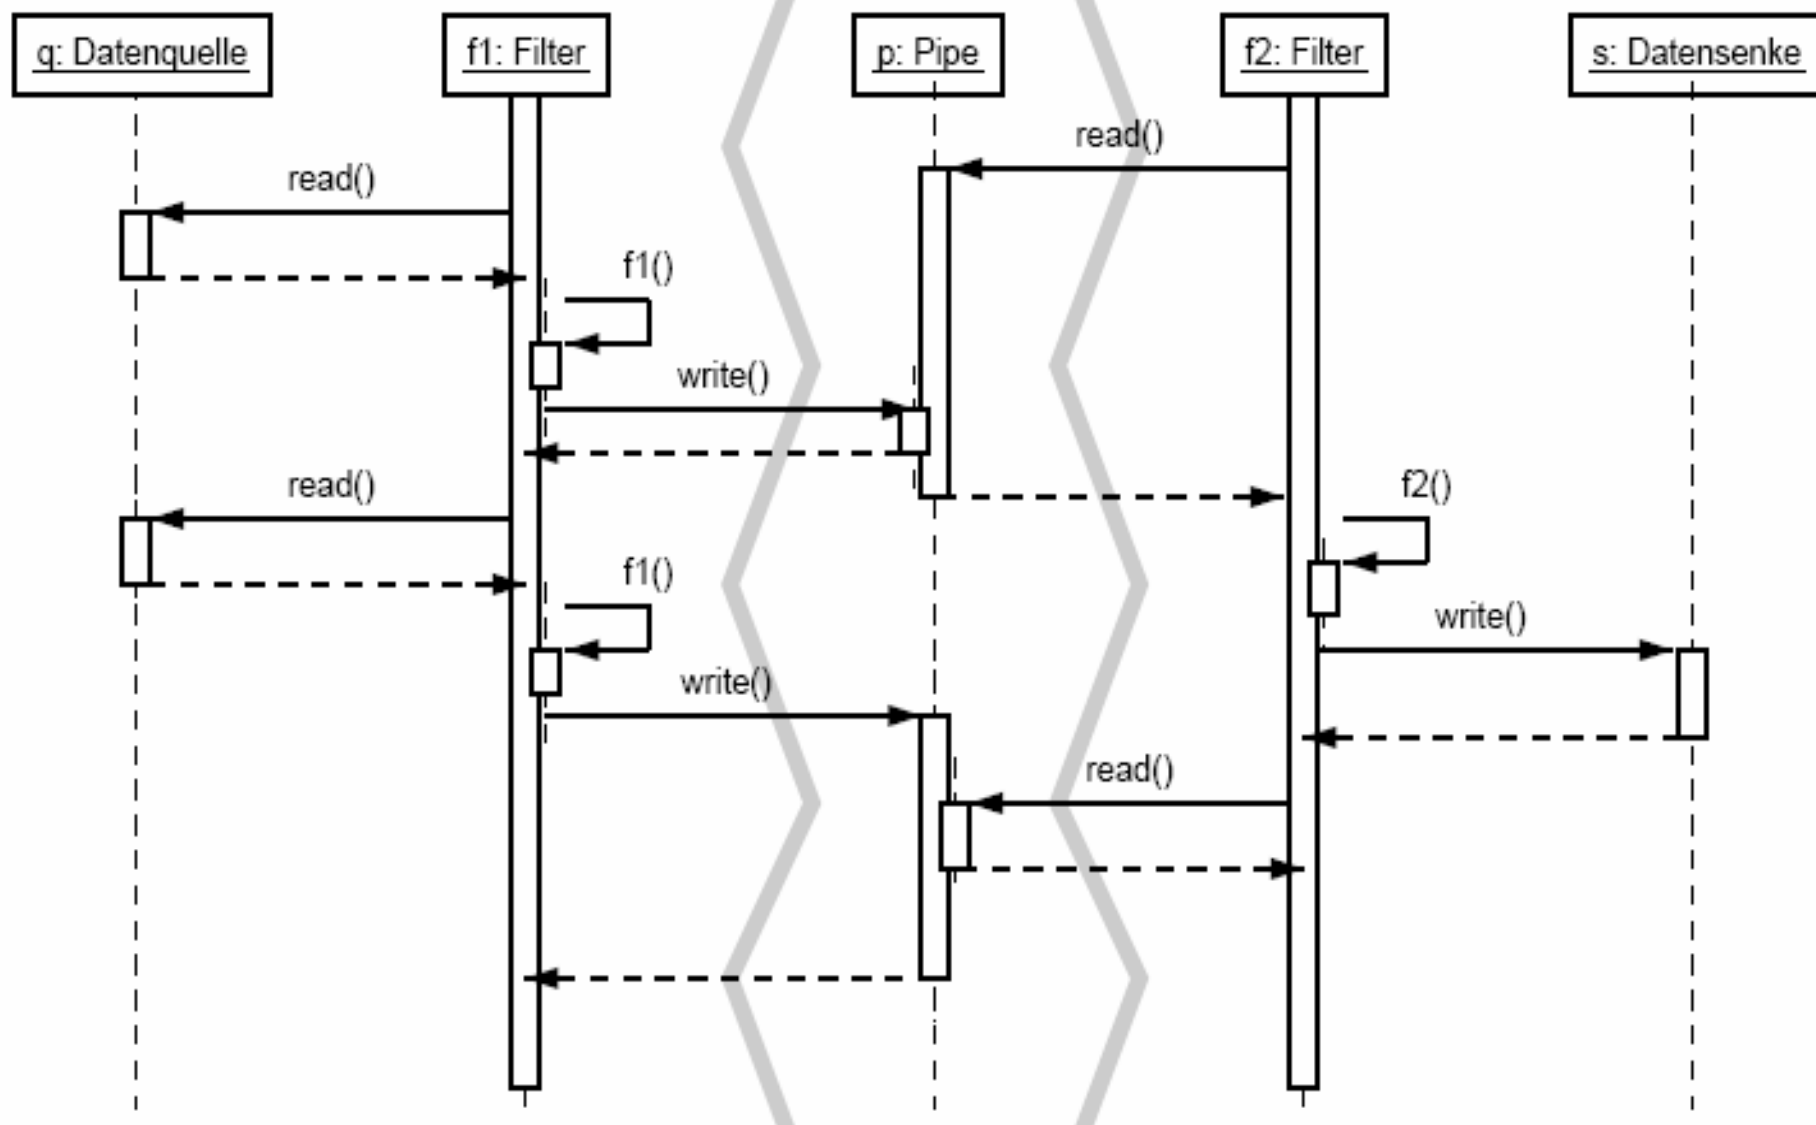 q: Datenquelle
f1: Filter
p: Pipe
f2: Filter
s: Datensenke
read()
read()
f1()
write()
read()
f2()
f1()
write()
write()
read()